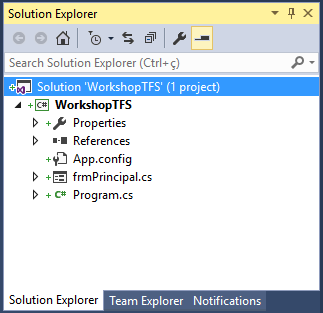 Solution Explorer
Search Solution Explorer (Ctrl+ç)
Solution 'WorkshopTFS' (1 project)
C# WorkshopTFS
Properties
References
App.config
frmPrincipal.cs
C# Program.cs
Solution Explorer Team Explorer Notifications